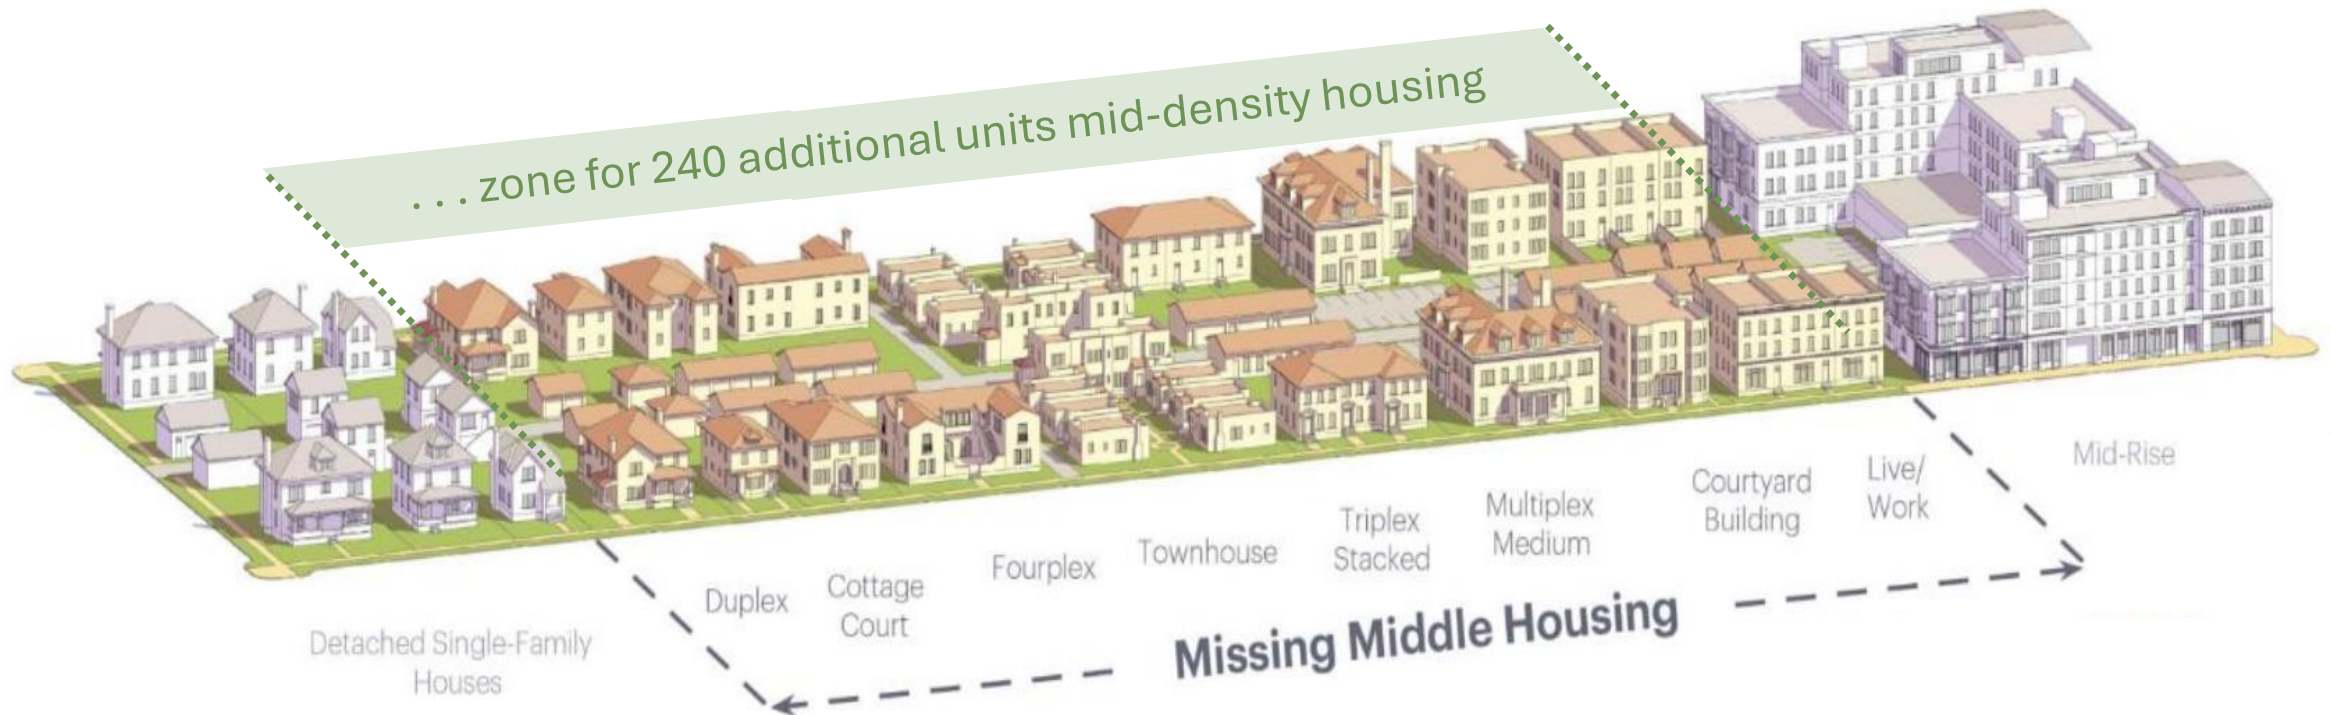 . . . zone for 240 additional units mid-density housing
Detached Single-Family
Houses
Duplex
Cottage
Court
Fourplex
Townhouse
Triplex
Stacked
Multiplex
Medium
Courtyard
Building
Live/
Work
Mid-Rise
Missing Middle Housing